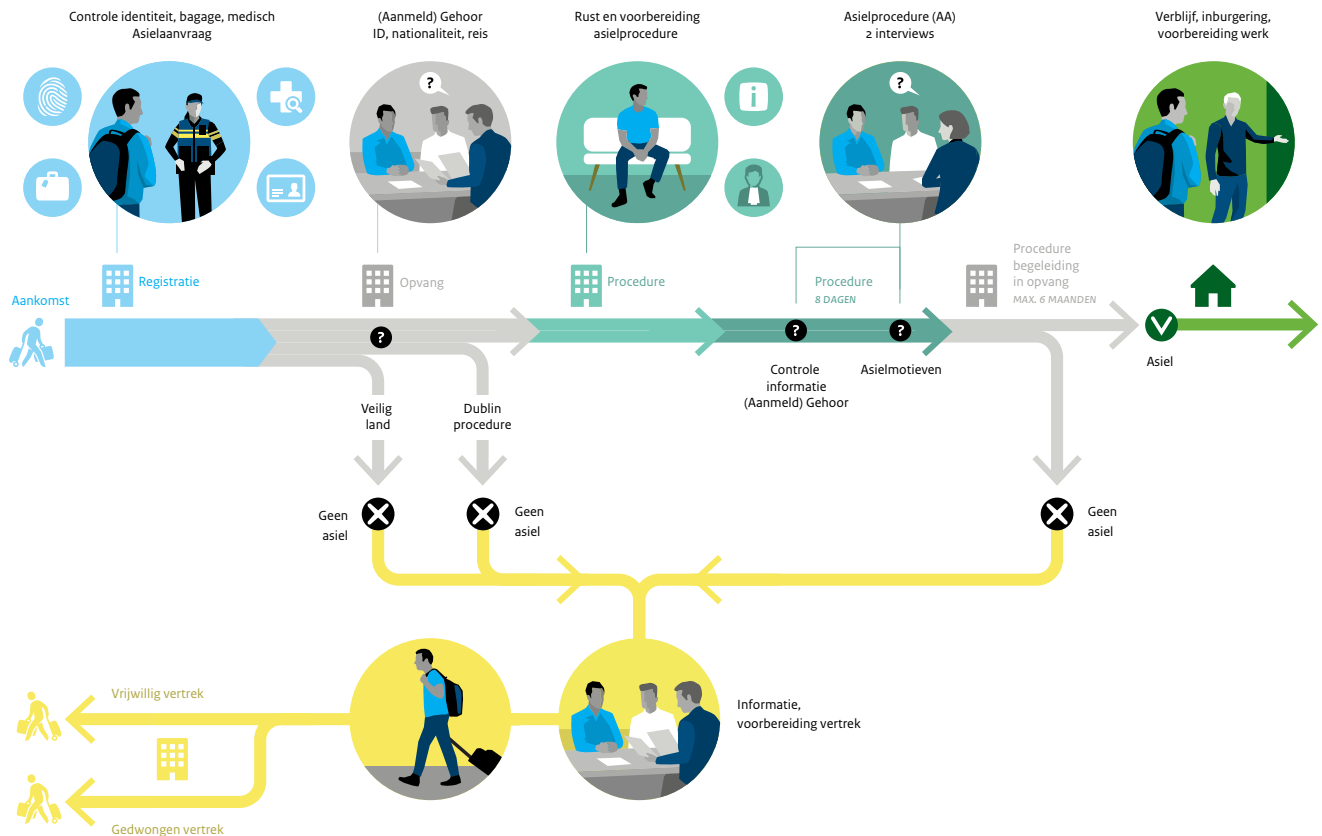 Controle identiteit, bagage, medisch
Asielaanvraag
(Aanmeld) Gehoor
ID, nationaliteit, reis
Rust en voorbereiding
asielprocedure
Asielprocedure (AA)
2 interviews
Verblijf, inburgering,
voorbereiding werk
?
i
?
Aankomst
Registratie
Opvang
Procedure
Procedure
8 DAGEN
Procedure
begeleiding
in opvang
MAX. 6 MAANDEN
?
?
?
Controle
informatie
(Aanmeld) Gehoor
Asielmotieven
Asiel
Veilig
land
Dublin
procedure
Geen
asiel
Geen
asiel
Geen
asiel
Informatie,
voorbereiding vertrek
Vrijwillig vertrek
Gedwongen vertrek